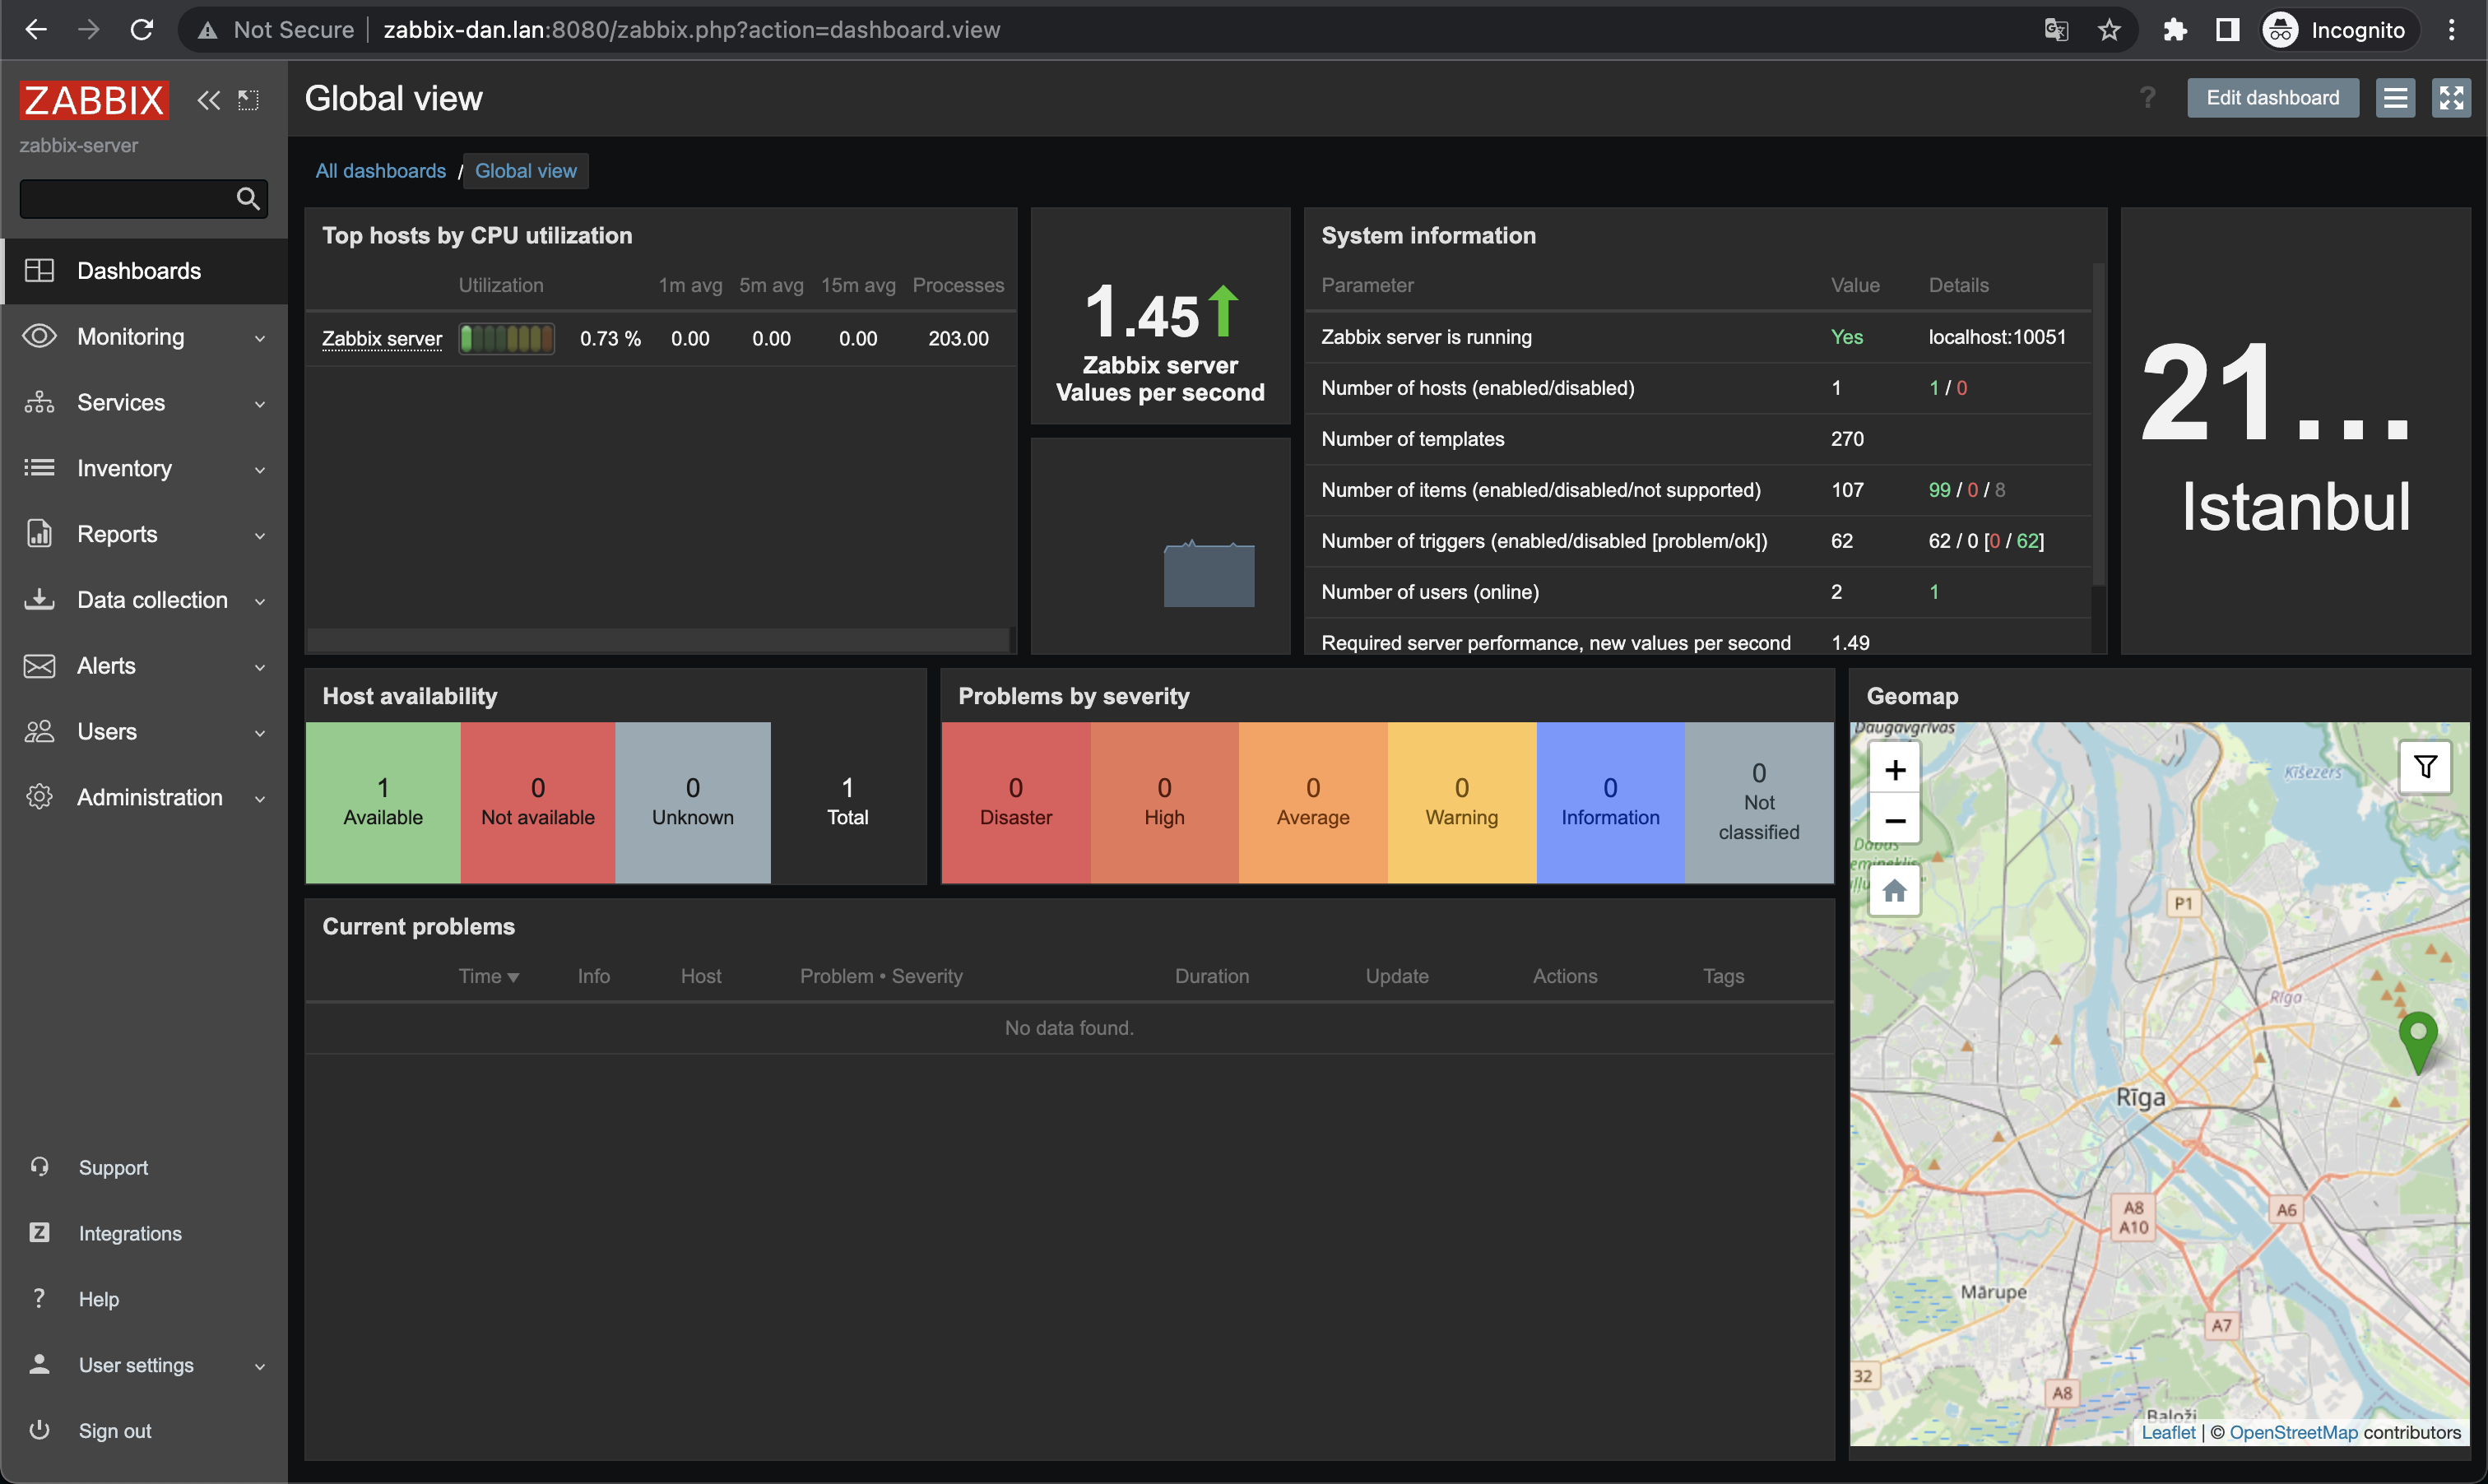 Not Secure
zabbix-dan.lan:8080/zabbix.php?action=dashboard.view
Incognito
ZABBIX
zabbix-server
Dashboards
Monitoring
Services
Inventory
Reports
Data collection
Alerts
Users
Administration
Support
Z
Integrations
? Help
User settings
Sign out
Global view
?
Edit dashboard
All dashboards / Global view
Top hosts by CPU utilization
Utilization 1m avg 5m avg 15m avg Processes
Zabbix server 0.73 % 0.00 0.00 0.00 203.00
1.45
Zabbix server
Values per second
System information
Parameter Value Details
Zabbix server is running Yes localhost:10051
Number of hosts (enabled/disabled) 1 1 / 0
Number of templates 270
Number of items (enabled/disabled/not supported) 107 99 / 0 / 8
Number of triggers (enabled/disabled [problem/ok]) 62 62 / 0 [0 / 62]
Number of users (online) 2 1
Required server performance, new values per second 1.49
21...
Istanbul
Host availability
1
Available
0
Not available
0
Unknown
1
Total
Problems by severity
0
Disaster
0
High
0
Average
0
Warning
0
Information
0
Not
classified
Current problems
Time Info Host Problem • Severity Duration Update Actions Tags
No data found.
Geomap
Daugavgrīvas
Ķīšezers
+
−
Dabas
P1
Rīga
Rīga
A8
A10
A6
Mārupe
A7
32
A8
Baloži
Leaflet | © OpenStreetMap contributors